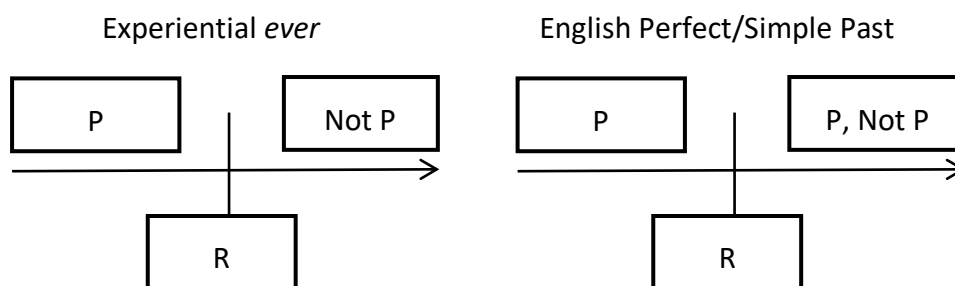 Experiential ever
English Perfect/Simple Past
P
Not P
P
P, Not P
R
R